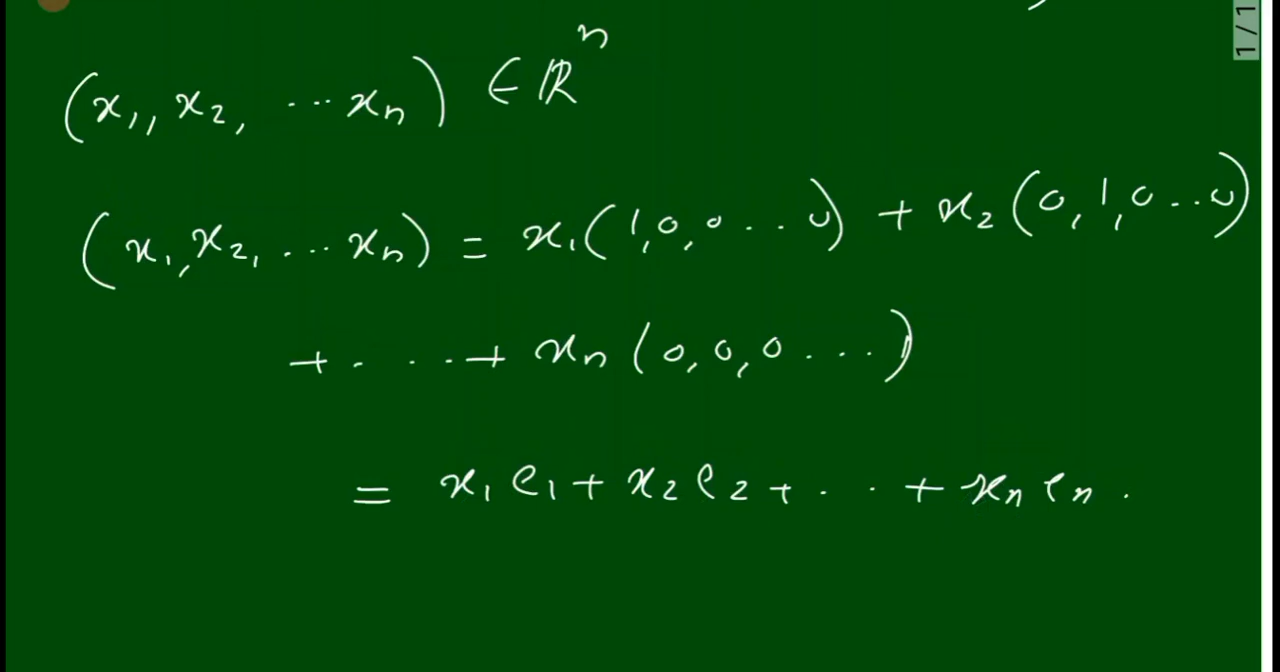 (x₁, x₂, ... xₙ) ∈ ℝⁿ
(x₁, x₂, ... xₙ) = x₁(1,0,0...0) + x₂(0,1,0...0)
+ . ... + xₙ(0,0,0....1)
= x₁e₁ + x₂e₂ + . . + xₙeₙ .
1/1